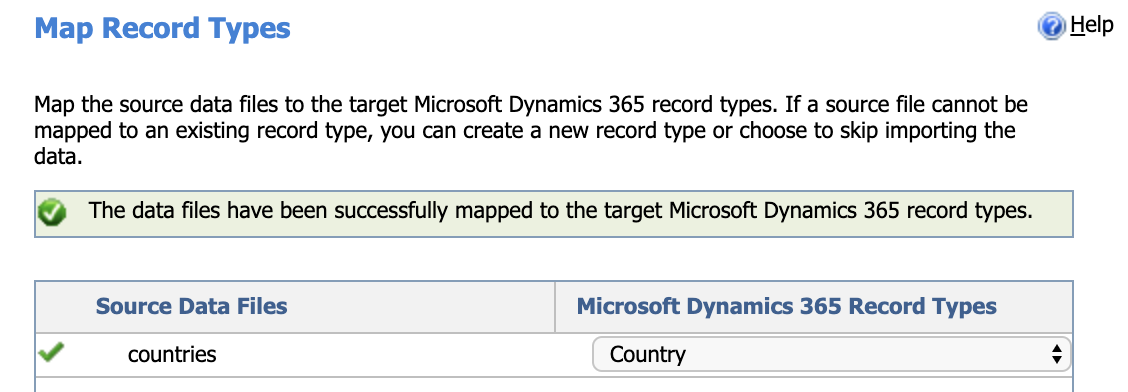 Map Record Types
Help
Map the source data files to the target Microsoft Dynamics 365 record types. If a source file cannot be
mapped to an existing record type, you can create a new record type or choose to skip importing the
data.
The data files have been successfully mapped to the target Microsoft Dynamics 365 record types.
Source Data Files
Microsoft Dynamics 365 Record Types
countries
Country